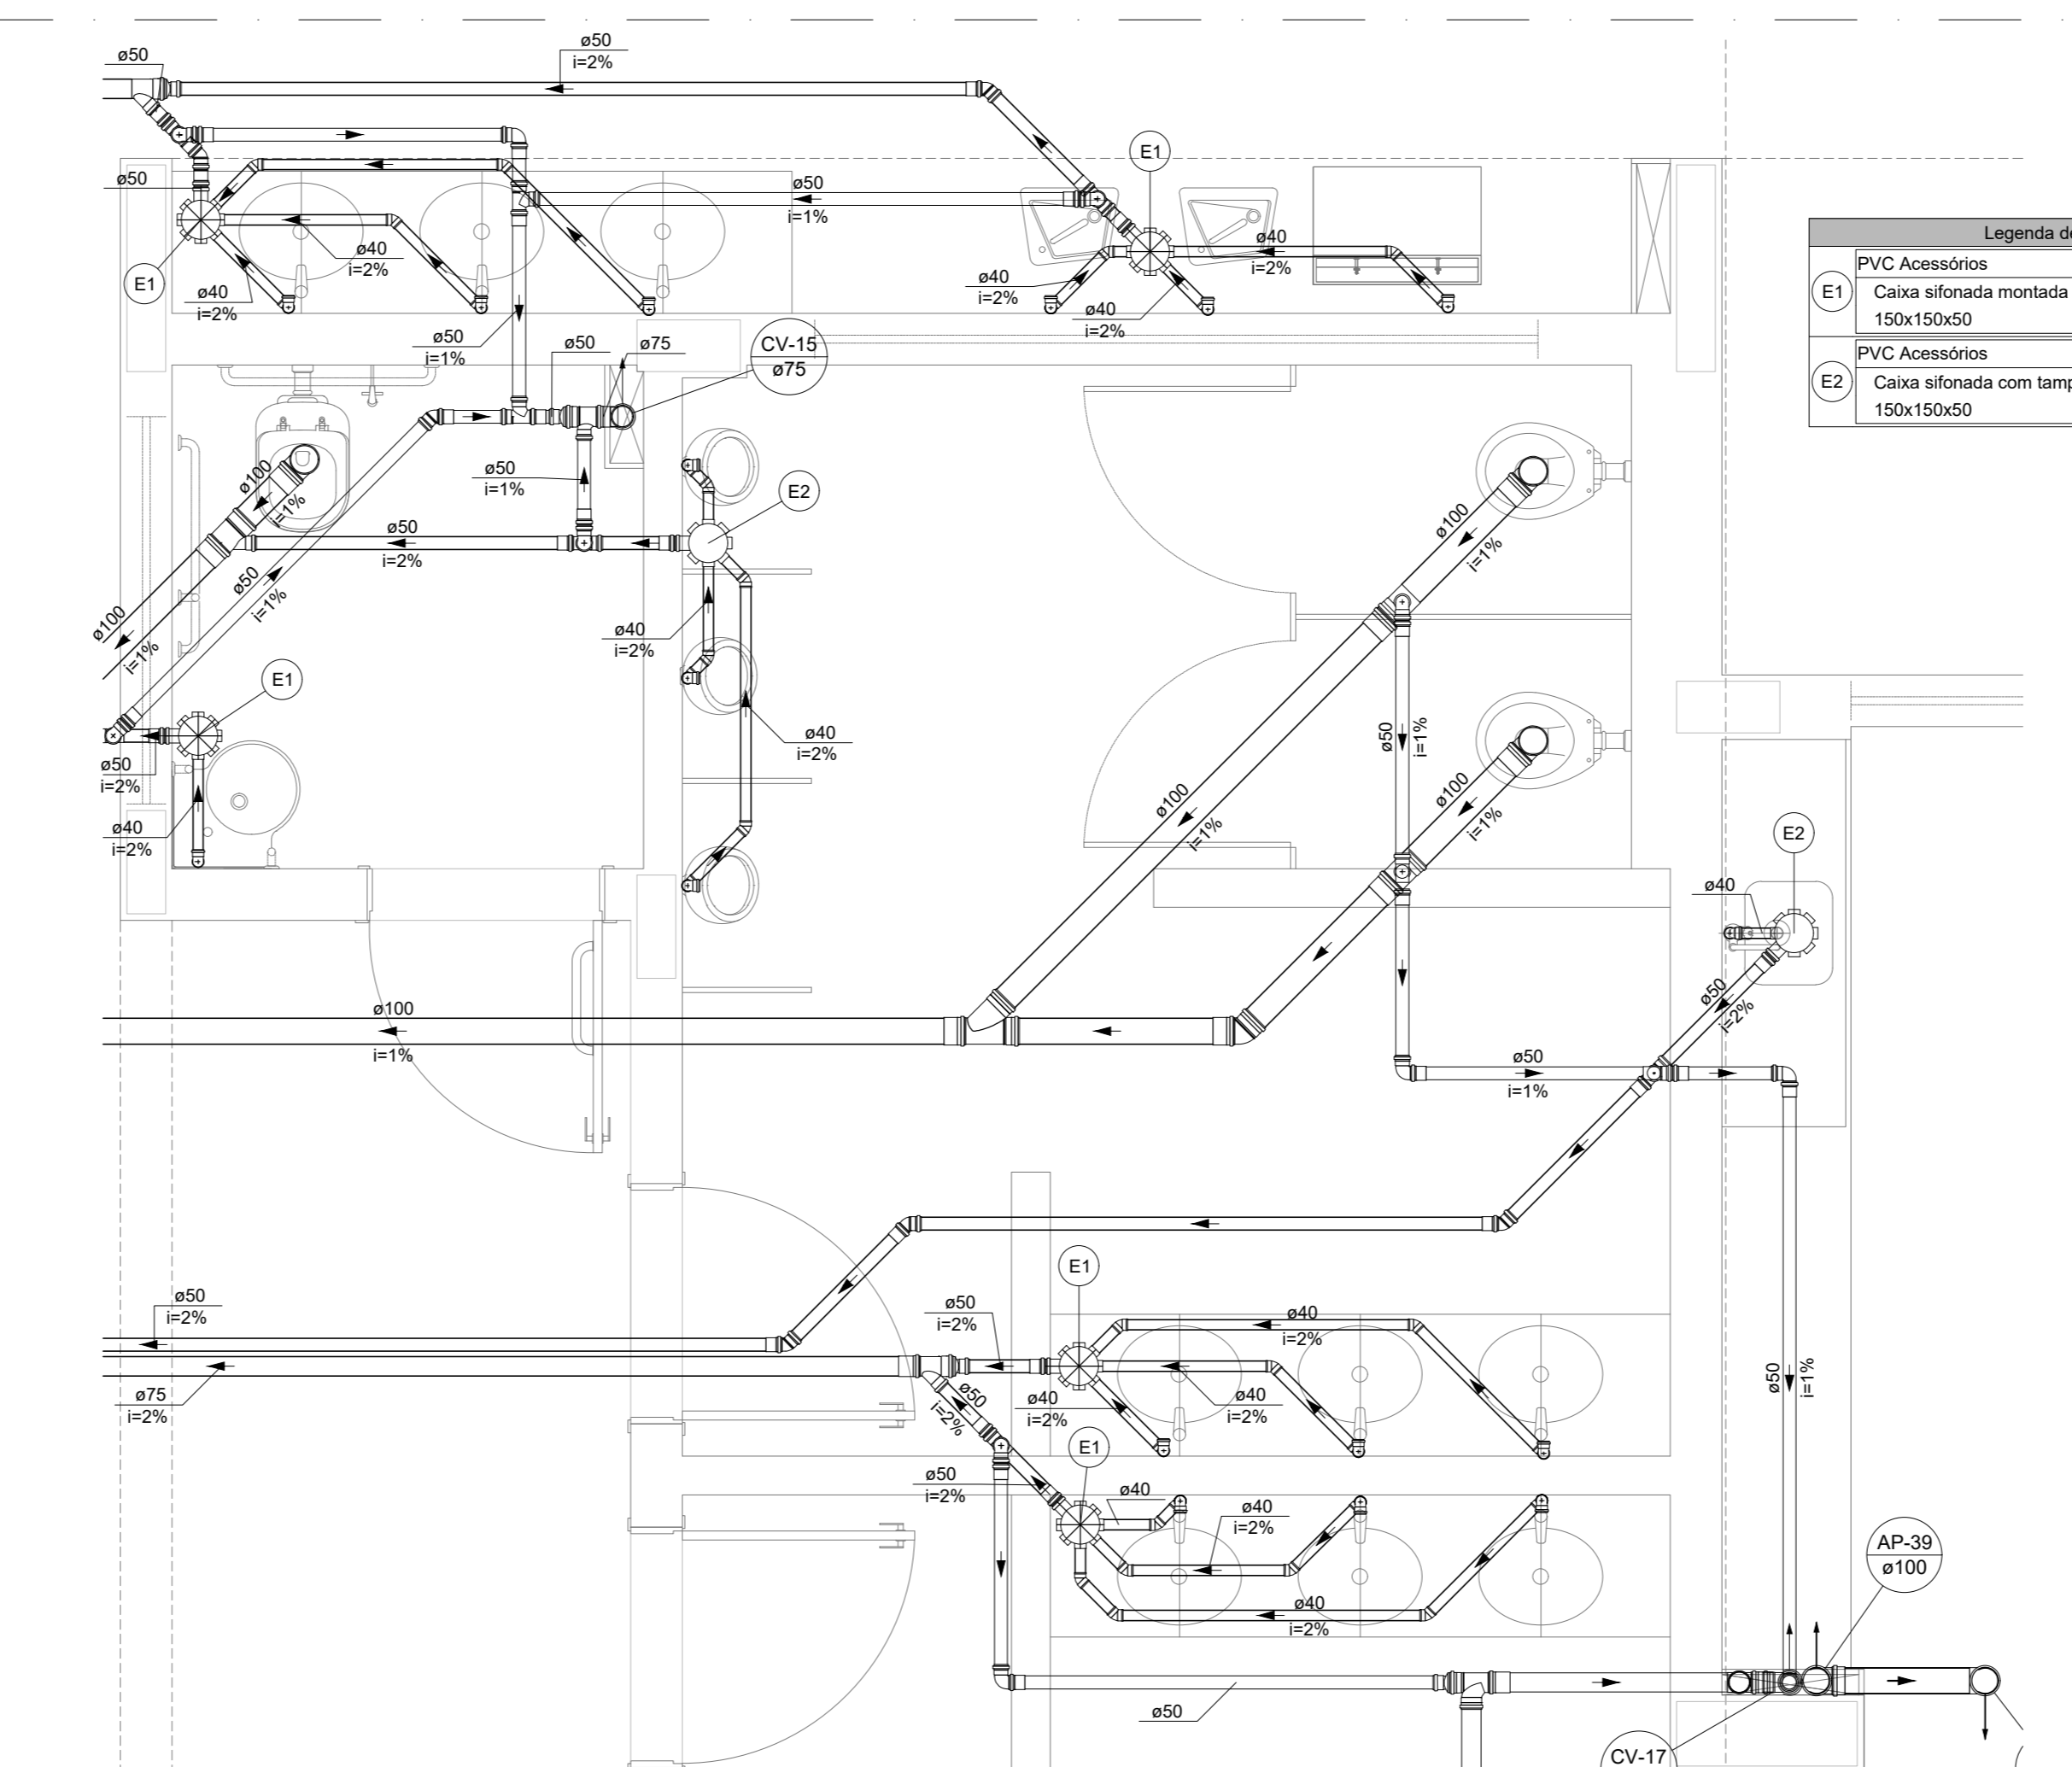 ø50
ø50
i=2%
ø50
E1
ø50
i=1%
E1
ø40
i=2%
ø40
i=2%
ø40
i=2%
ø40
i=2%
ø40
i=2%
Legenda de
E1
PVC Acessórios
Caixa sifonada montada
150x150x50
E2
PVC Acessórios
Caixa sifonada com tamp
150x150x50
ø50
i=1%
ø50
ø75
CV-15
ø75
ø100
i=1%
ø50
i=1%
E2
ø50
i=2%
ø100
i=1%
ø50
i=1%
ø100
i=1%
ø40
i=2%
E1
ø40
i=2%
ø50
i=2%
ø40
i=2%
ø50
i=1%
ø100
i=1%
ø100
i=1%
E2
ø40
ø50
i=2%
ø100
i=1%
ø50
i=1%
E1
ø50
i=2%
ø50
i=2%
ø40
i=2%
ø75
i=2%
ø50
i=2%
ø40
i=2%
ø40
i=2%
ø50
i=1%
E1
ø50
i=2%
ø40
ø40
i=2%
ø40
i=2%
AP-39
ø100
ø50
CV-17